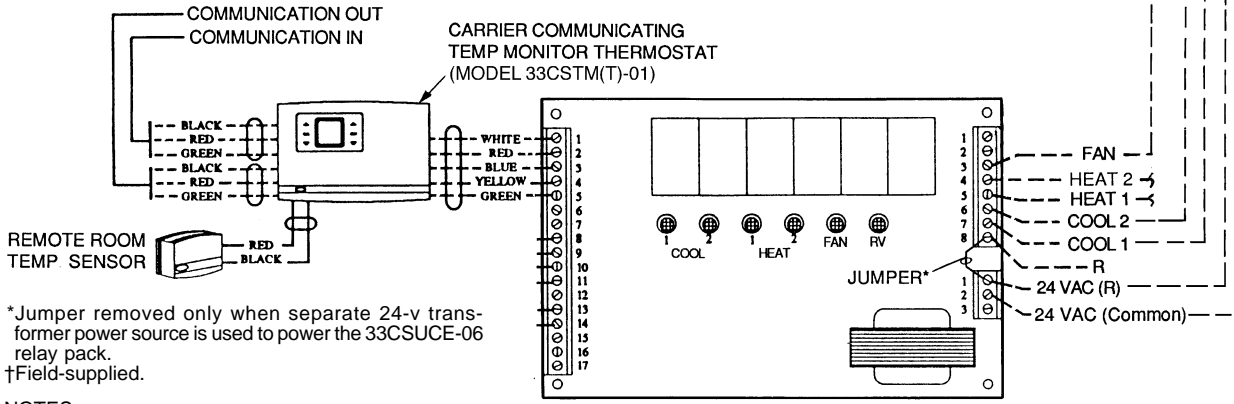 COMMUNICATION OUT
COMMUNICATION IN
CARRIER COMMUNICATING
TEMP MONITOR THERMOSTAT
(MODEL 33CSTM(T)-01)
BLACK
RED
GREEN
BLACK
RED
GREEN
WHITE
RED
BLUE
YELLOW
GREEN
1
2
3
4
5
6
7
8
9
10
11
12
13
14
15
16
17
1 2 1 2 FAN RV
COOL HEAT
1
2
3
4
5
6
7
8
1
2
3
FAN
HEAT 2
HEAT 1
COOL 2
COOL 1
R
JUMPER*
24 VAC (R)
24 VAC (Common)
REMOTE ROOM
TEMP. SENSOR
RED
BLACK
*Jumper removed only when separate 24-v trans-
former power source is used to power the 33CSUCE-06
relay pack.
†Field-supplied.